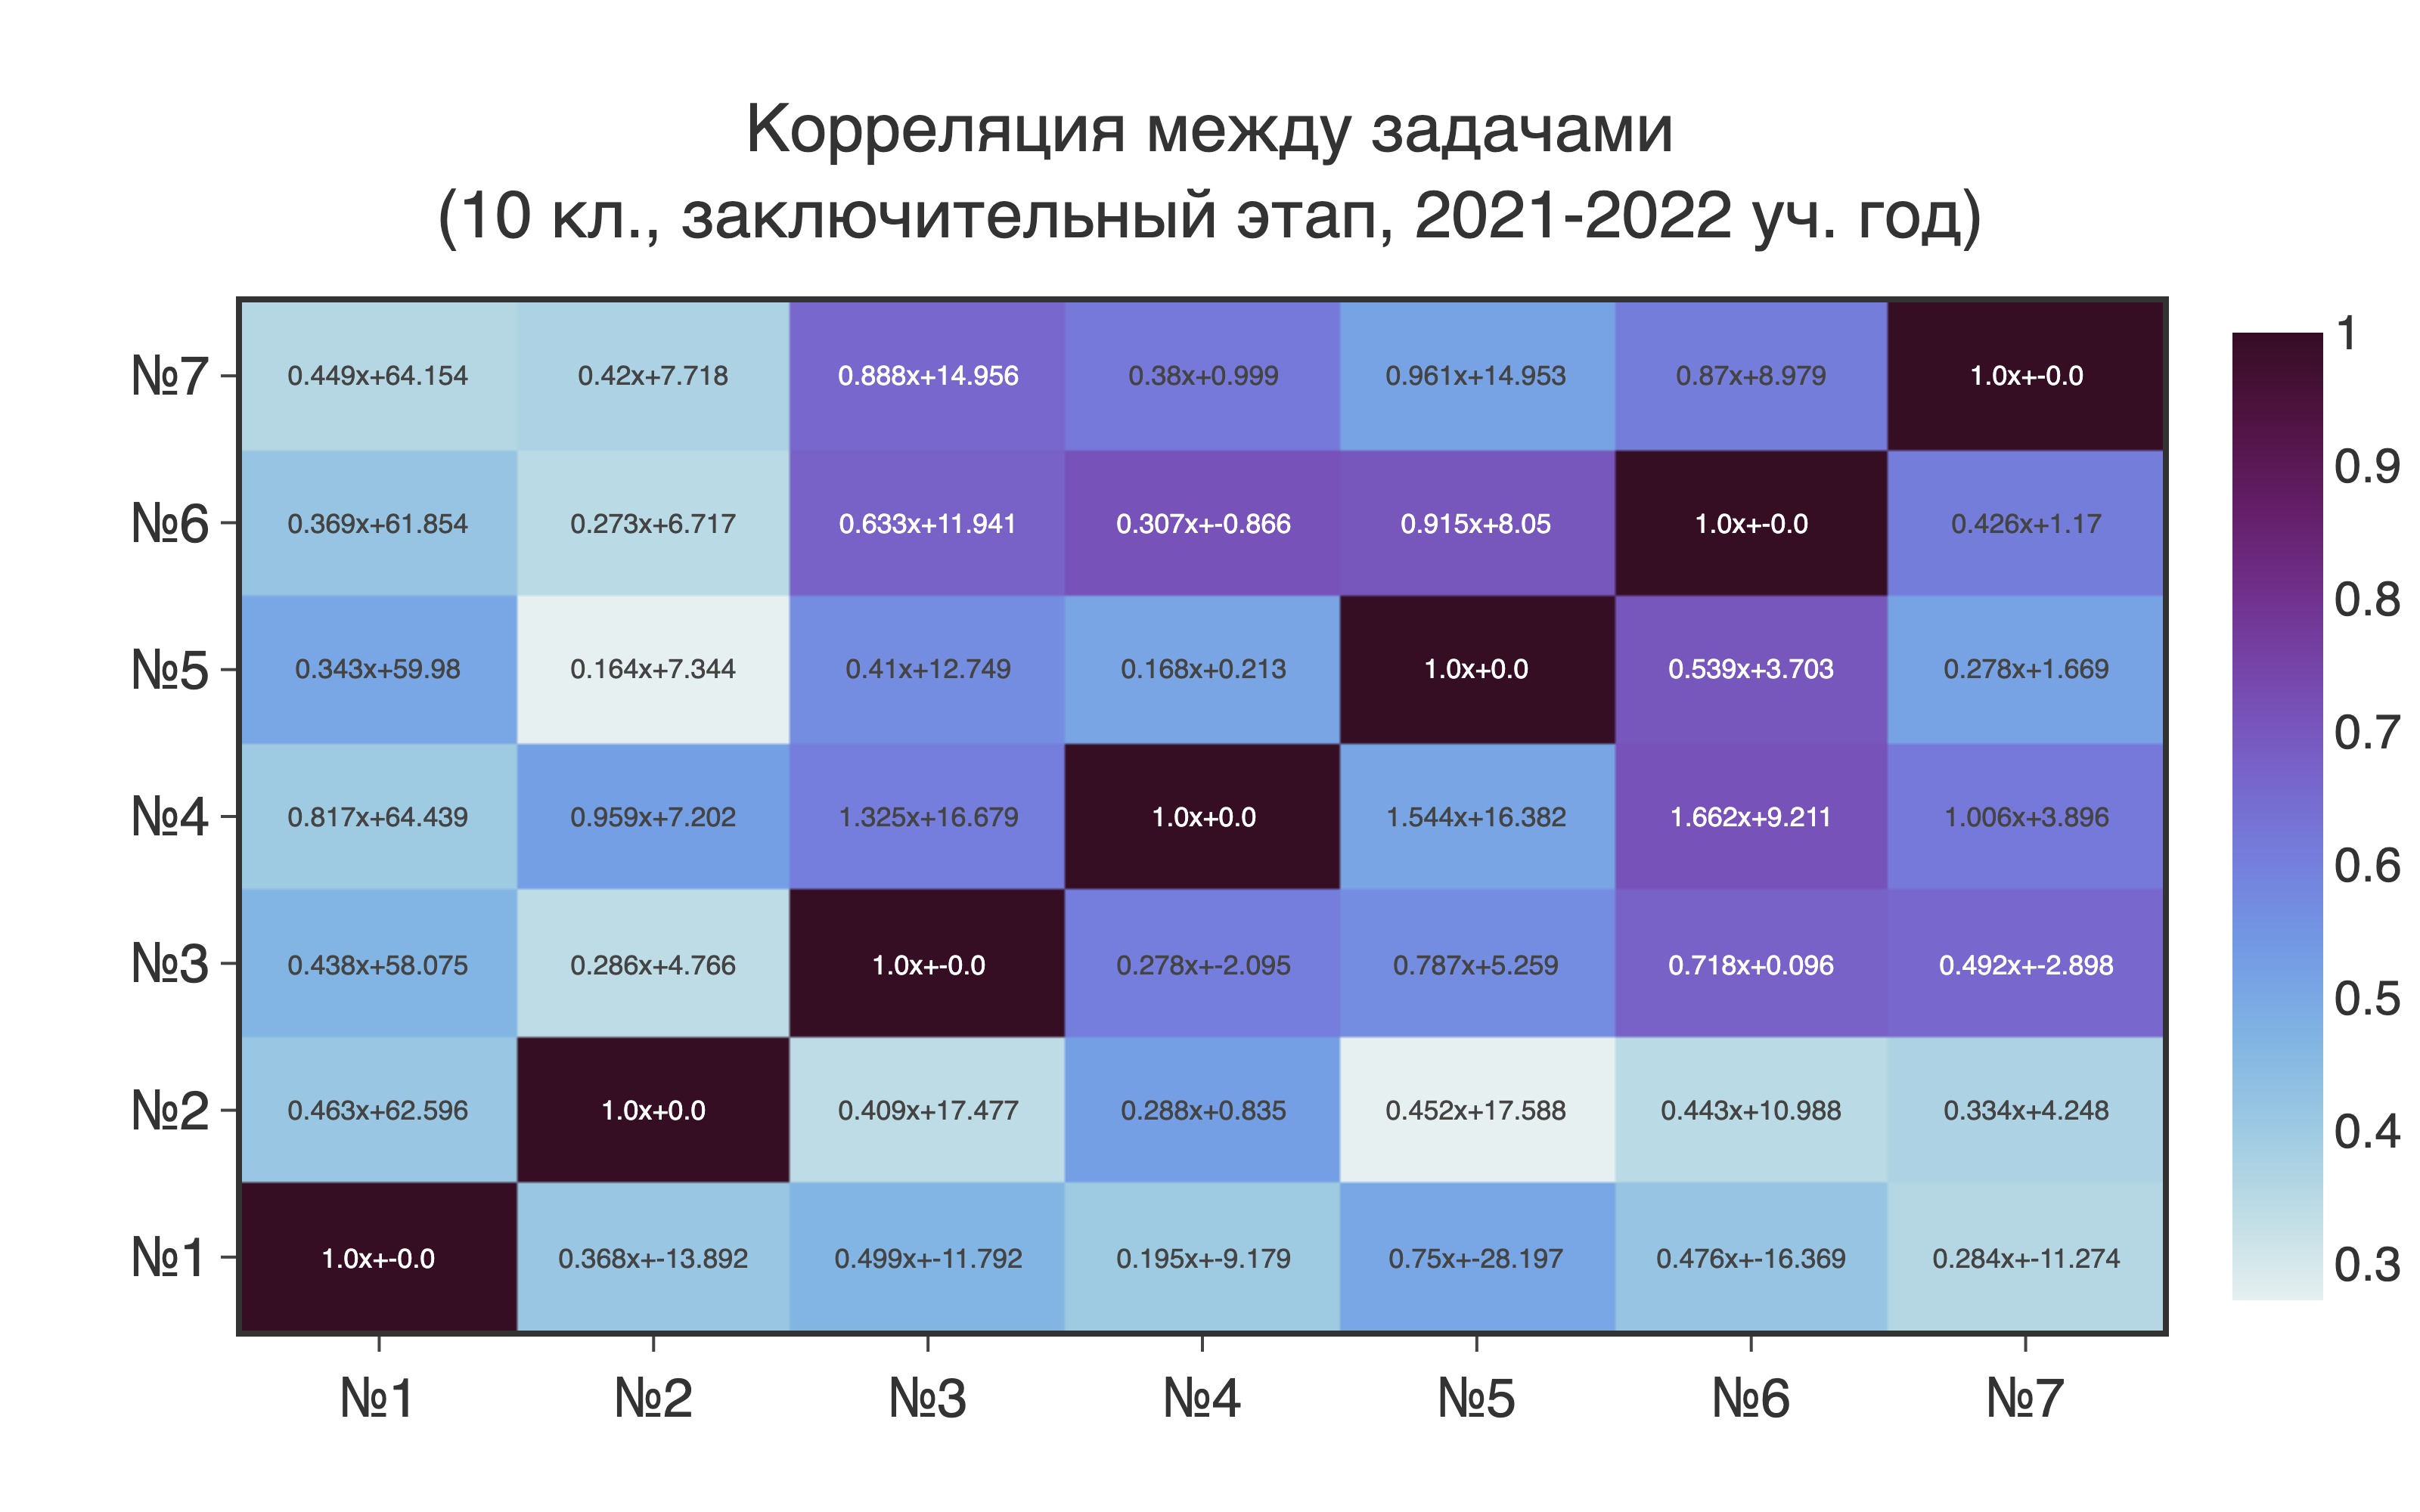 Корреляция между задачами
(10 кл., заключительный этап, 2021-2022 уч. год)
№7 0.449x+64.154 0.42x+7.718 0.888x+14.956 0.38x+0.999 0.961x+14.953 0.87x+8.979 1.0x+-0.0
№6 0.369x+61.854 0.273x+6.717 0.633x+11.941 0.307x+-0.866 0.915x+8.05 1.0x+-0.0 0.426x+1.17
№5 0.343x+59.98 0.164x+7.344 0.41x+12.749 0.168x+0.213 1.0x+0.0 0.539x+3.703 0.278x+1.669
№4 0.817x+64.439 0.959x+7.202 1.325x+16.679 1.0x+0.0 1.544x+16.382 1.662x+9.211 1.006x+3.896
№3 0.438x+58.075 0.286x+4.766 1.0x+-0.0 0.278x+-2.095 0.787x+5.259 0.718x+0.096 0.492x+-2.898
№2 0.463x+62.596 1.0x+0.0 0.409x+17.477 0.288x+0.835 0.452x+17.588 0.443x+10.988 0.334x+4.248
№1 1.0x+-0.0 0.368x+-13.892 0.499x+-11.792 0.195x+-9.179 0.75x+-28.197 0.476x+-16.369 0.284x+-11.274
№1 №2 №3 №4 №5 №6 №7
1
0.9
0.8
0.7
0.6
0.5
0.4
0.3